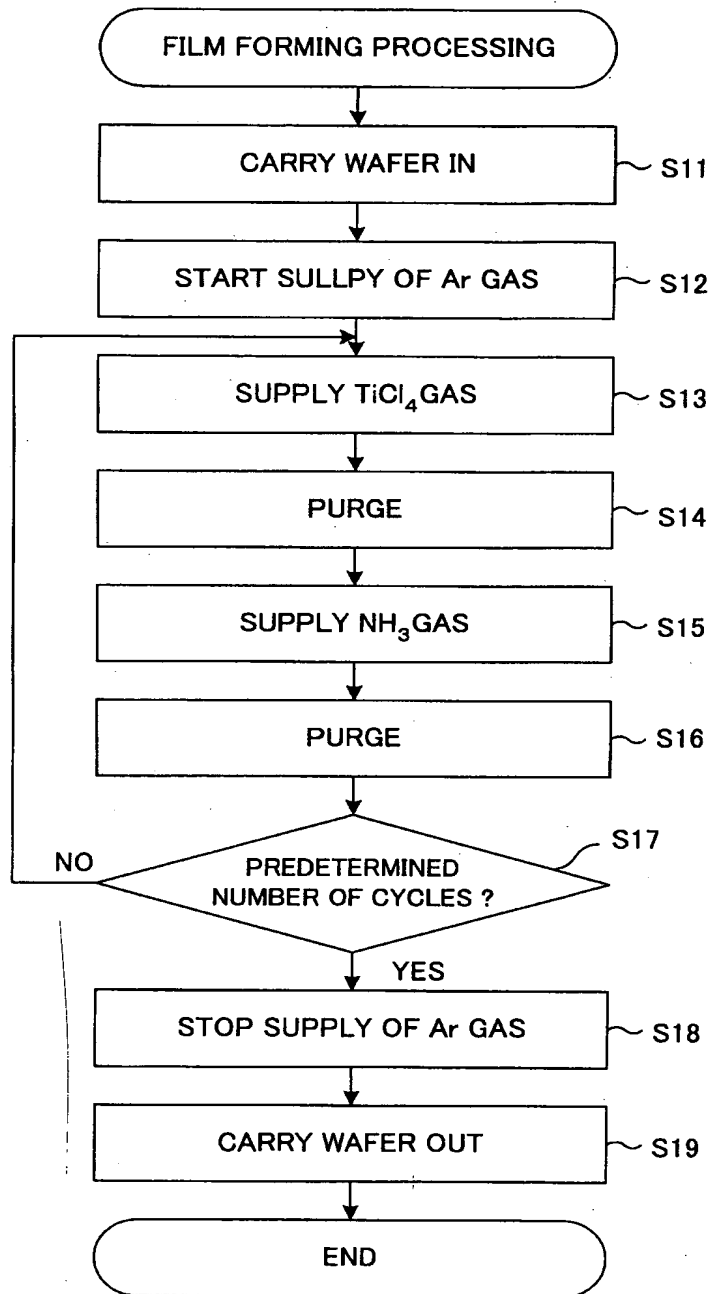 FILM FORMING PROCESSING
CARRY WAFER IN
S11
START SULLPY OF Ar GAS
S12
SUPPLY TiCl₄GAS
S13
PURGE
S14
SUPPLY NH₃GAS
S15
PURGE
S16
S17
NO
PREDETERMINED
NUMBER OF CYCLES ?
YES
STOP SUPPLY OF Ar GAS
S18
CARRY WAFER OUT
S19
END